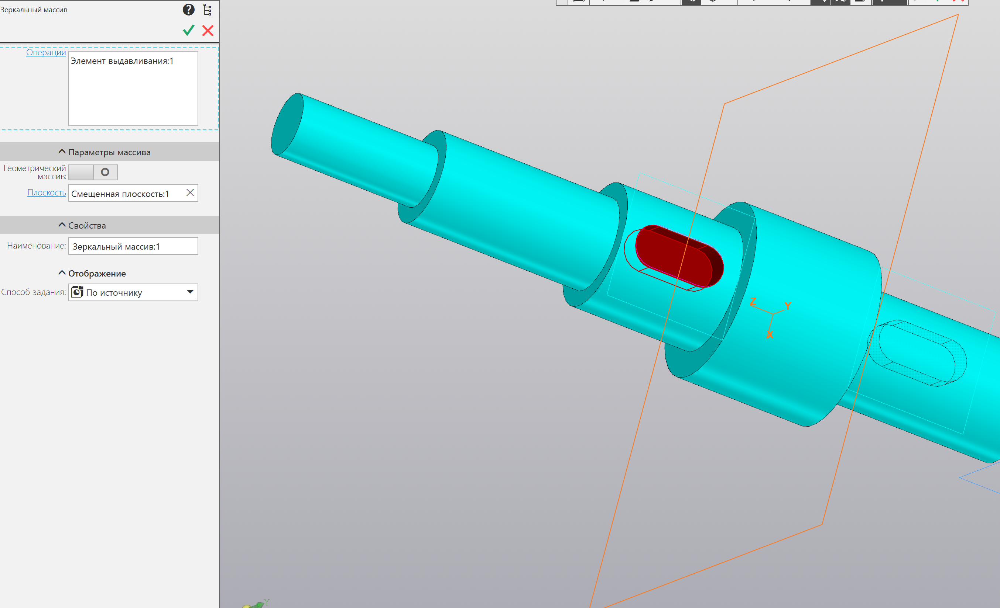 Зеркальный массив
?
Операции
Элемент выдавливания:1
Параметры массива
Геометрический
массив:
Плоскость
Смещенная плоскость:1
Свойства
Наименование:
Зеркальный массив:1
Отображение
Способ задания:
По источнику
Z
Y
X
Y